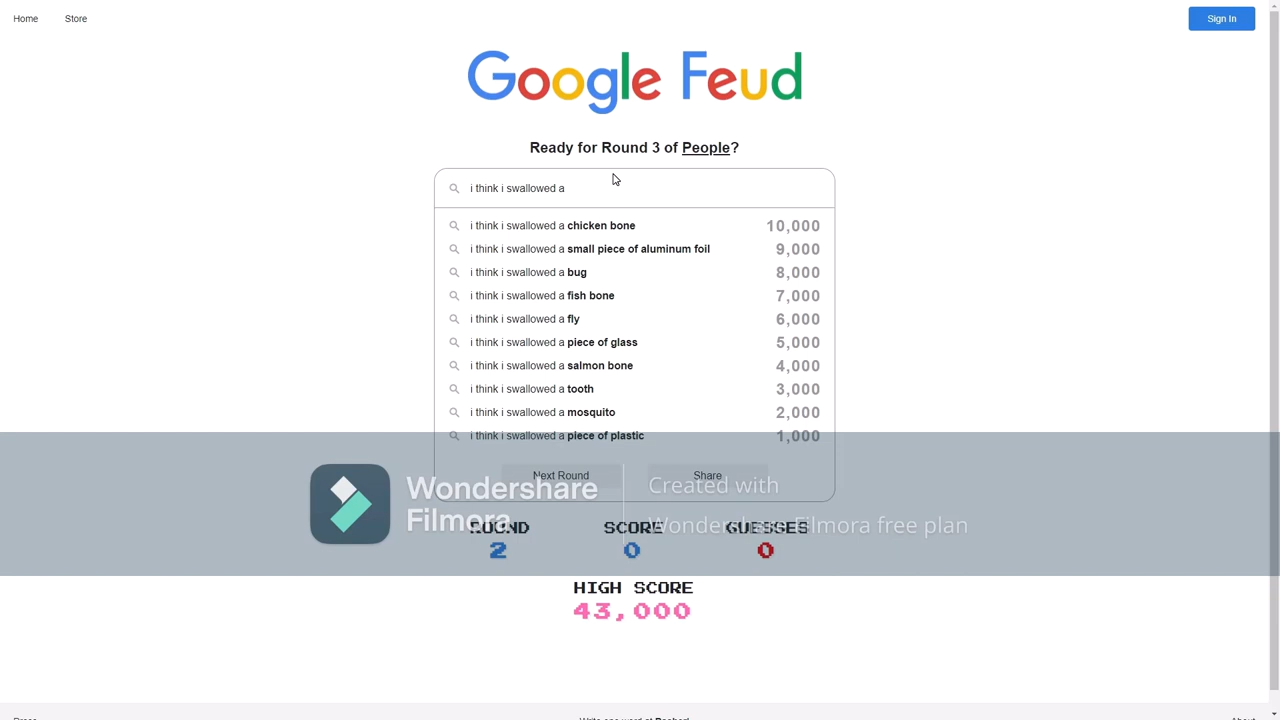 Home Store Sign In
Google Feud
Ready for Round 3 of People?
i think i swallowed a
i think i swallowed a chicken bone 10,000
i think i swallowed a small piece of aluminum foil 9,000
i think i swallowed a bug 8,000
i think i swallowed a fish bone 7,000
i think i swallowed a fly 6,000
i think i swallowed a piece of glass 5,000
i think i swallowed a salmon bone 4,000
i think i swallowed a tooth 3,000
i think i swallowed a mosquito 2,000
i think i swallowed a piece of plastic 1,000
Next Round Share
Wondershare
Filmora
Created with
Wondershare Filmora free plan
ROUND SCORE GUESSES
2 0 0
HIGH SCORE
43,000